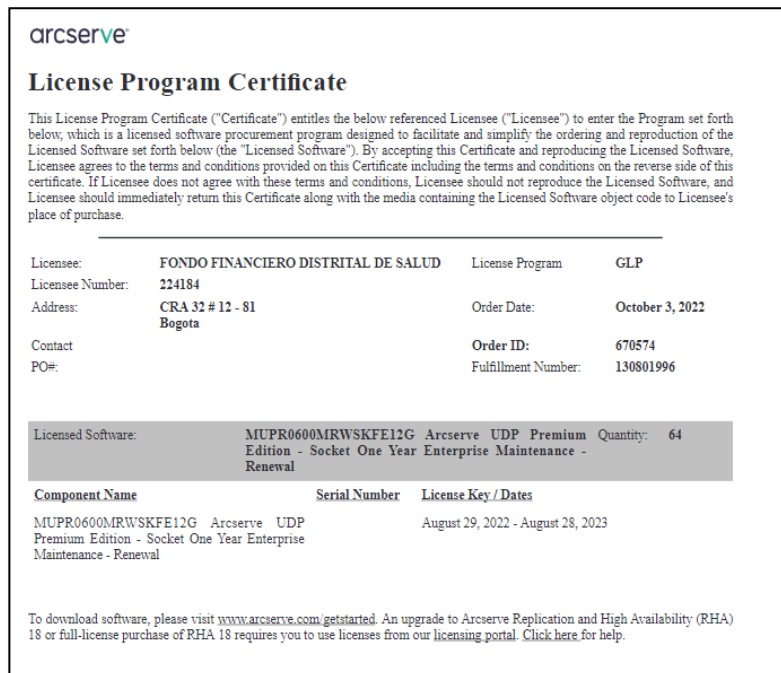 arcserve
License Program Certificate
This License Program Certificate ("Certificate") entitles the below referenced Licensee ("Licensee") to enter the Program set forth
below, which is a licensed software procurement program designed to facilitate and simplify the ordering and reproduction of the
Licensed Software set forth below (the "Licensed Software"). By accepting this Certificate and reproducing the Licensed Software,
Licensee agrees to the terms and conditions provided on this Certificate including the terms and conditions on the reverse side of this
certificate. If Licensee does not agree with these terms and conditions, Licensee should not reproduce the Licensed Software, and
Licensee should immediately return this Certificate along with the media containing the Licensed Software object code to Licensee's
place of purchase.
Licensee: FONDO FINANCIERO DISTRITAL DE SALUD License Program GLP
Licensee Number: 224184
Address: CRA 32 # 12 - 81 Order Date: October 3, 2022
Bogota
Contact Order ID: 670574
PO#: Fulfillment Number: 130801996
Licensed Software: MUPR0600MRWSKFE12G Arcserve UDP Premium Quantity: 64
Edition - Socket One Year Enterprise Maintenance -
Renewal
Component Name Serial Number License Key / Dates
MUPR0600MRWSKFE12G Arcserve UDP August 29, 2022 - August 28, 2023
Premium Edition - Socket One Year Enterprise
Maintenance - Renewal
To download software, please visit www.arcserve.com/getstarted. An upgrade to Arcserve Replication and High Availability (RHA)
18 or full-license purchase of RHA 18 requires you to use licenses from our licensing portal. Click here for help.